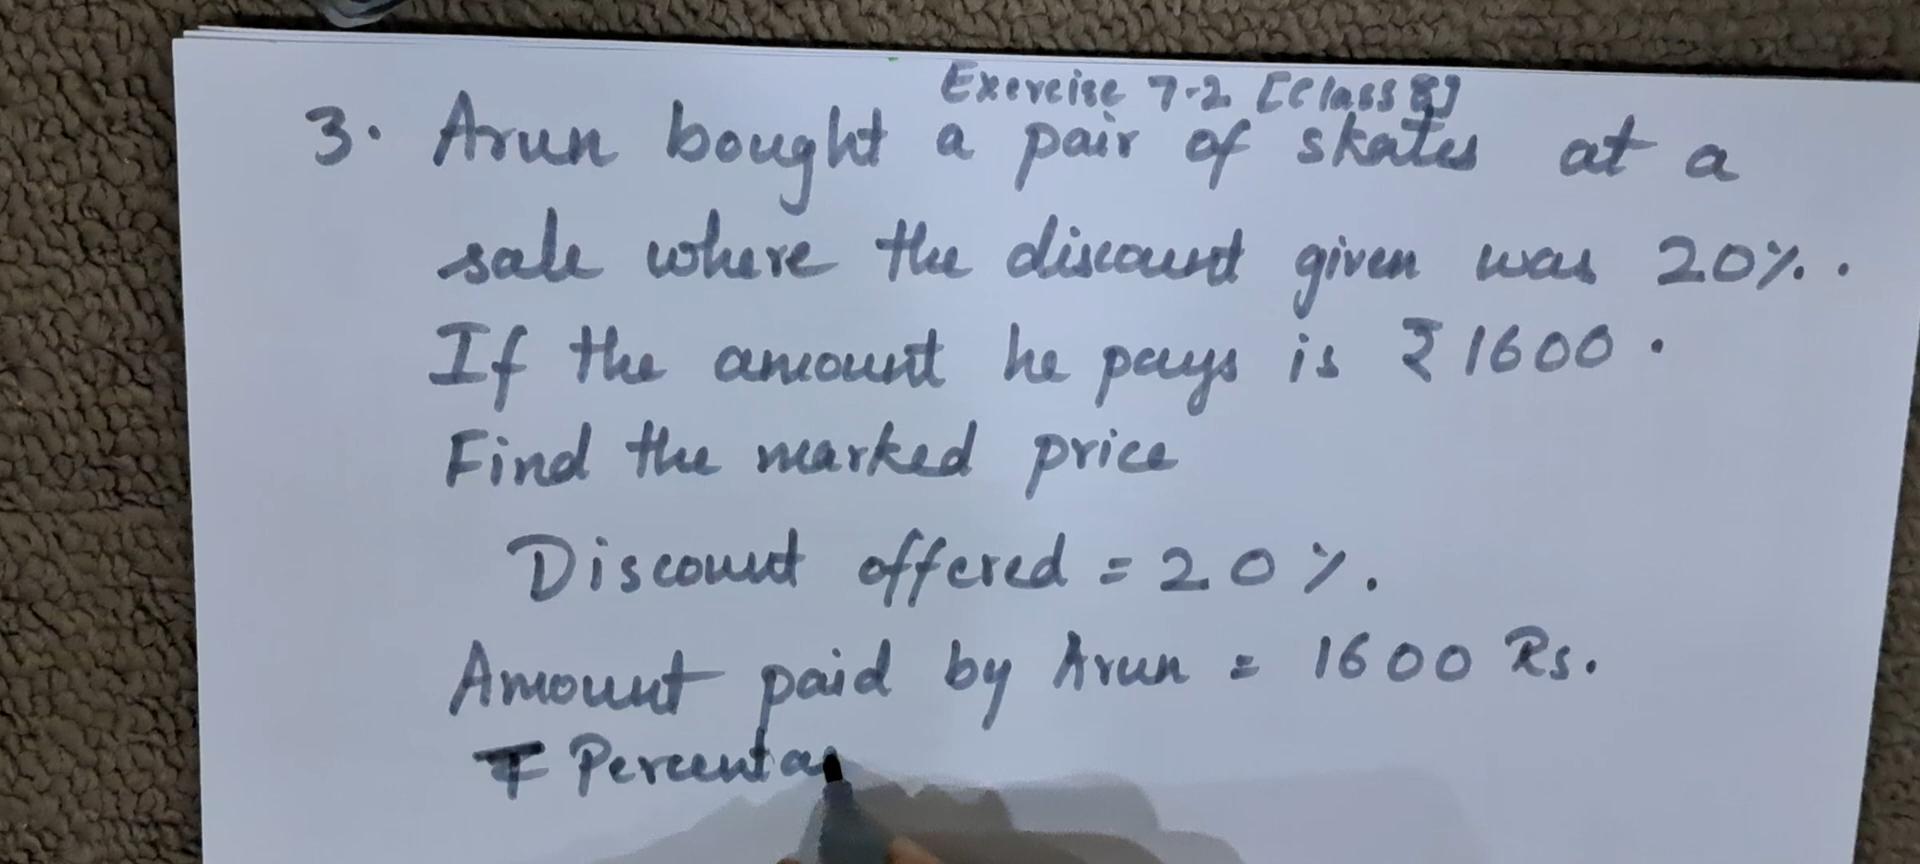 Exercise 7.2 [Class 8]
3. Arun bought a pair of skates at a
sale where the discount given was 20%.
If the amount he pays is ₹1600.
Find the marked price
Discount offered = 20%.
Amount paid by Arun = 1600 Rs.
Percenta